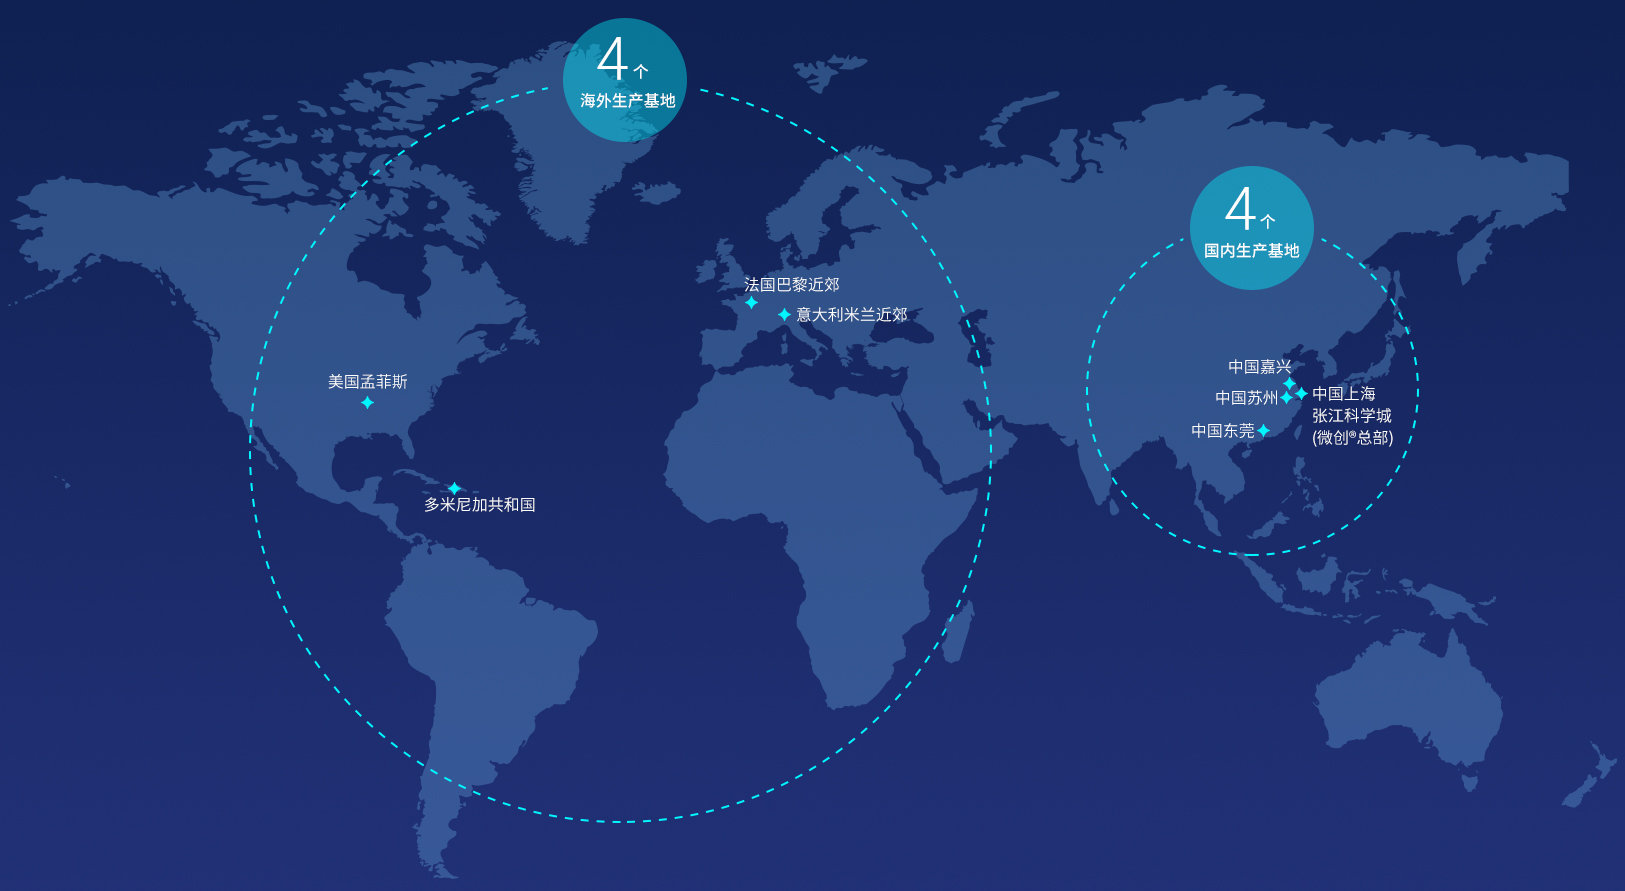 4个
海外生产基地
4个
国内生产基地
法国巴黎近郊
意大利米兰近郊
美国孟菲斯
多米尼加共和国
中国嘉兴
中国苏州
中国上海
张江科学城
(微创®总部)
中国东莞